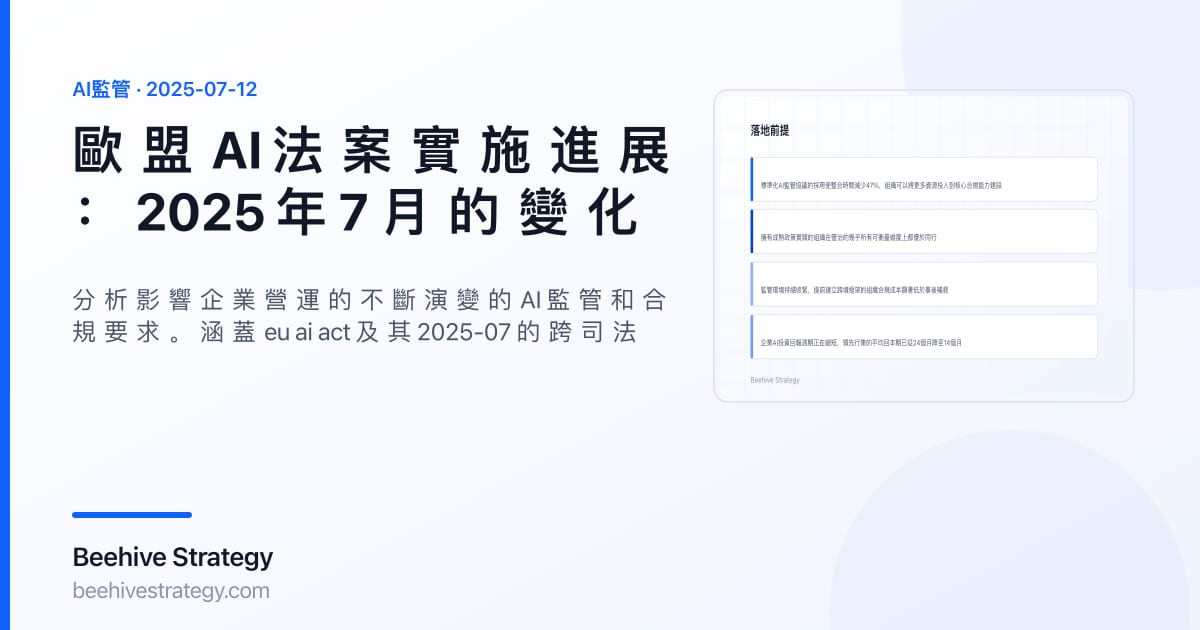 AI監管 · 2025-07-12
歐盟AI法案實施進展
：2025年7月的變化
分析影響企業營運的不斷演變的AI監管和合
規要求。涵蓋eu ai act及其2025-07的跨司法
Beehive Strategy
beehivestrategy.com
落地前提
標準化AI監管協議的採用使整合時間減少47%，組織可以將更多資源投入到核心合規能力建設
擁有成熟政策實踐的組織在管治的幾乎所有可衡量維度上都優於同行
監管環境持續收緊，提前建立跨境框架的組織合規成本顯著低於事後補救
企業AI投資回報週期正在縮短，領先行業的平均回本期已從24個月降至14個月
Beehive Strategy